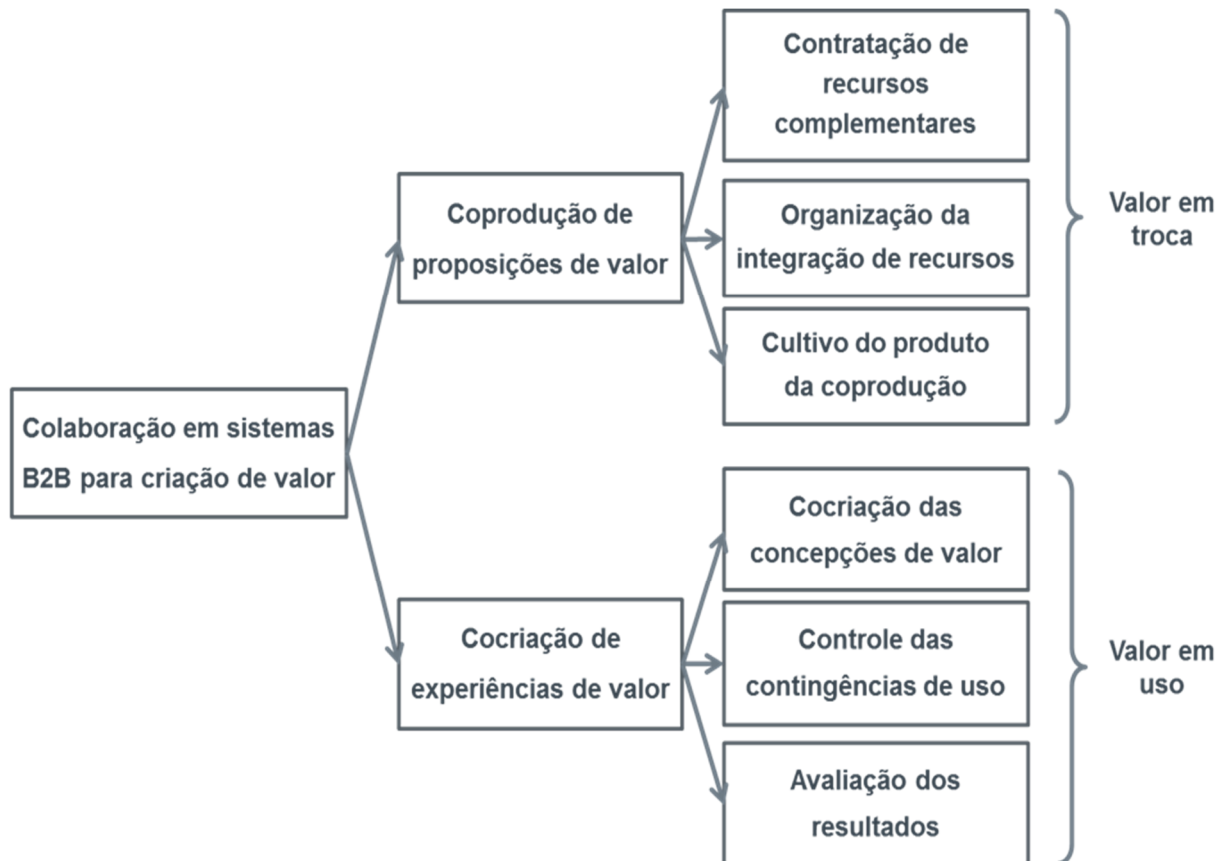 Colaboração em sistemas
B2B para criação de valor
Coprodução de
proposições de valor
Contratação de
recursos
complementares
Organização da
integração de recursos
Cultivo do produto
da coprodução
Valor em
troca
Cocriação de
experiências de valor
Cocriação das
concepções de valor
Controle das
contingências de uso
Avaliação dos
resultados
Valor em
uso